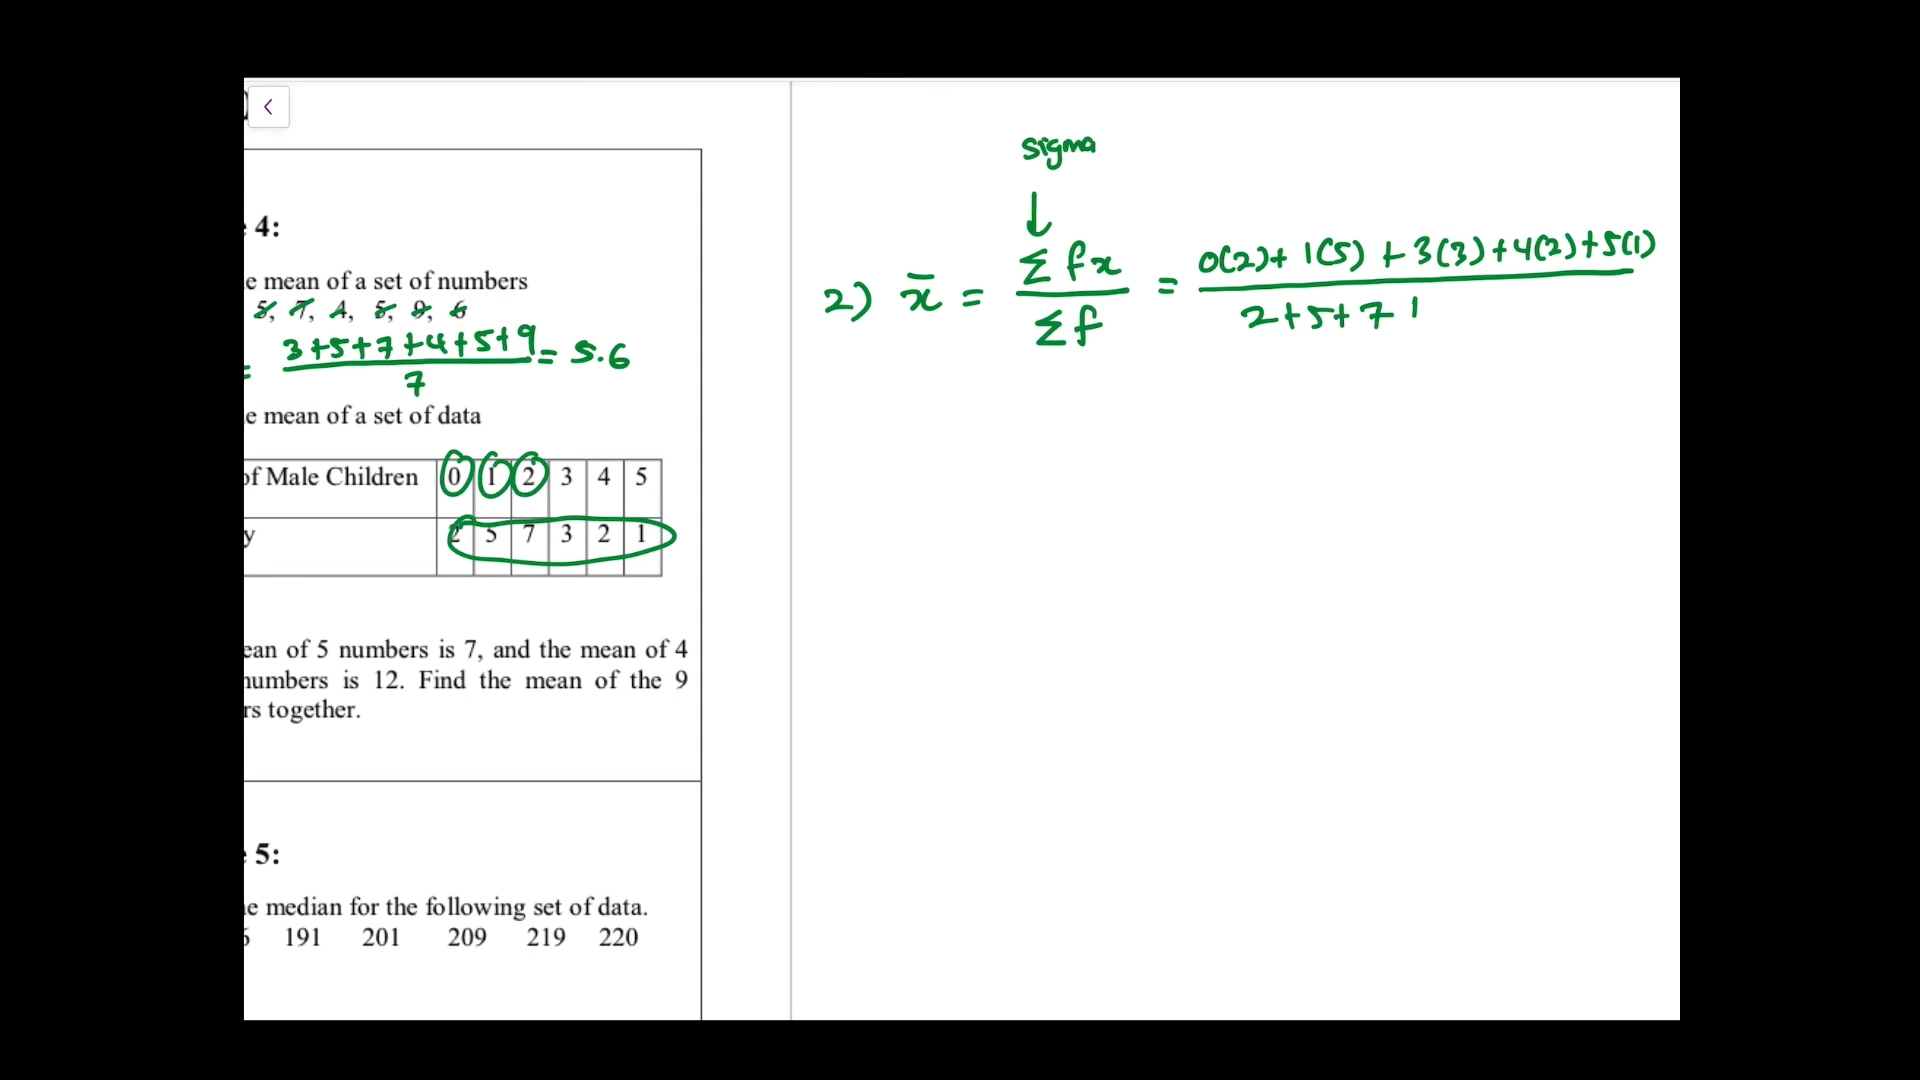 4:
e mean of a set of numbers
5, 7, 4, 5, 9, 6
= 3+5+7+4+5+9 / 7 = 5.6
e mean of a set of data
of Male Children 0 1 2 3 4 5
y 2 5 7 3 2 1
ean of 5 numbers is 7, and the mean of 4
numbers is 12. Find the mean of the 9
rs together.
5:
e median for the following set of data.
191 201 209 219 220
sigma
↓
2) x̄ = Σfx / Σf = 0(2)+ 1(5) + 3(3)+4(2)+5(1) / 2+5+7 1